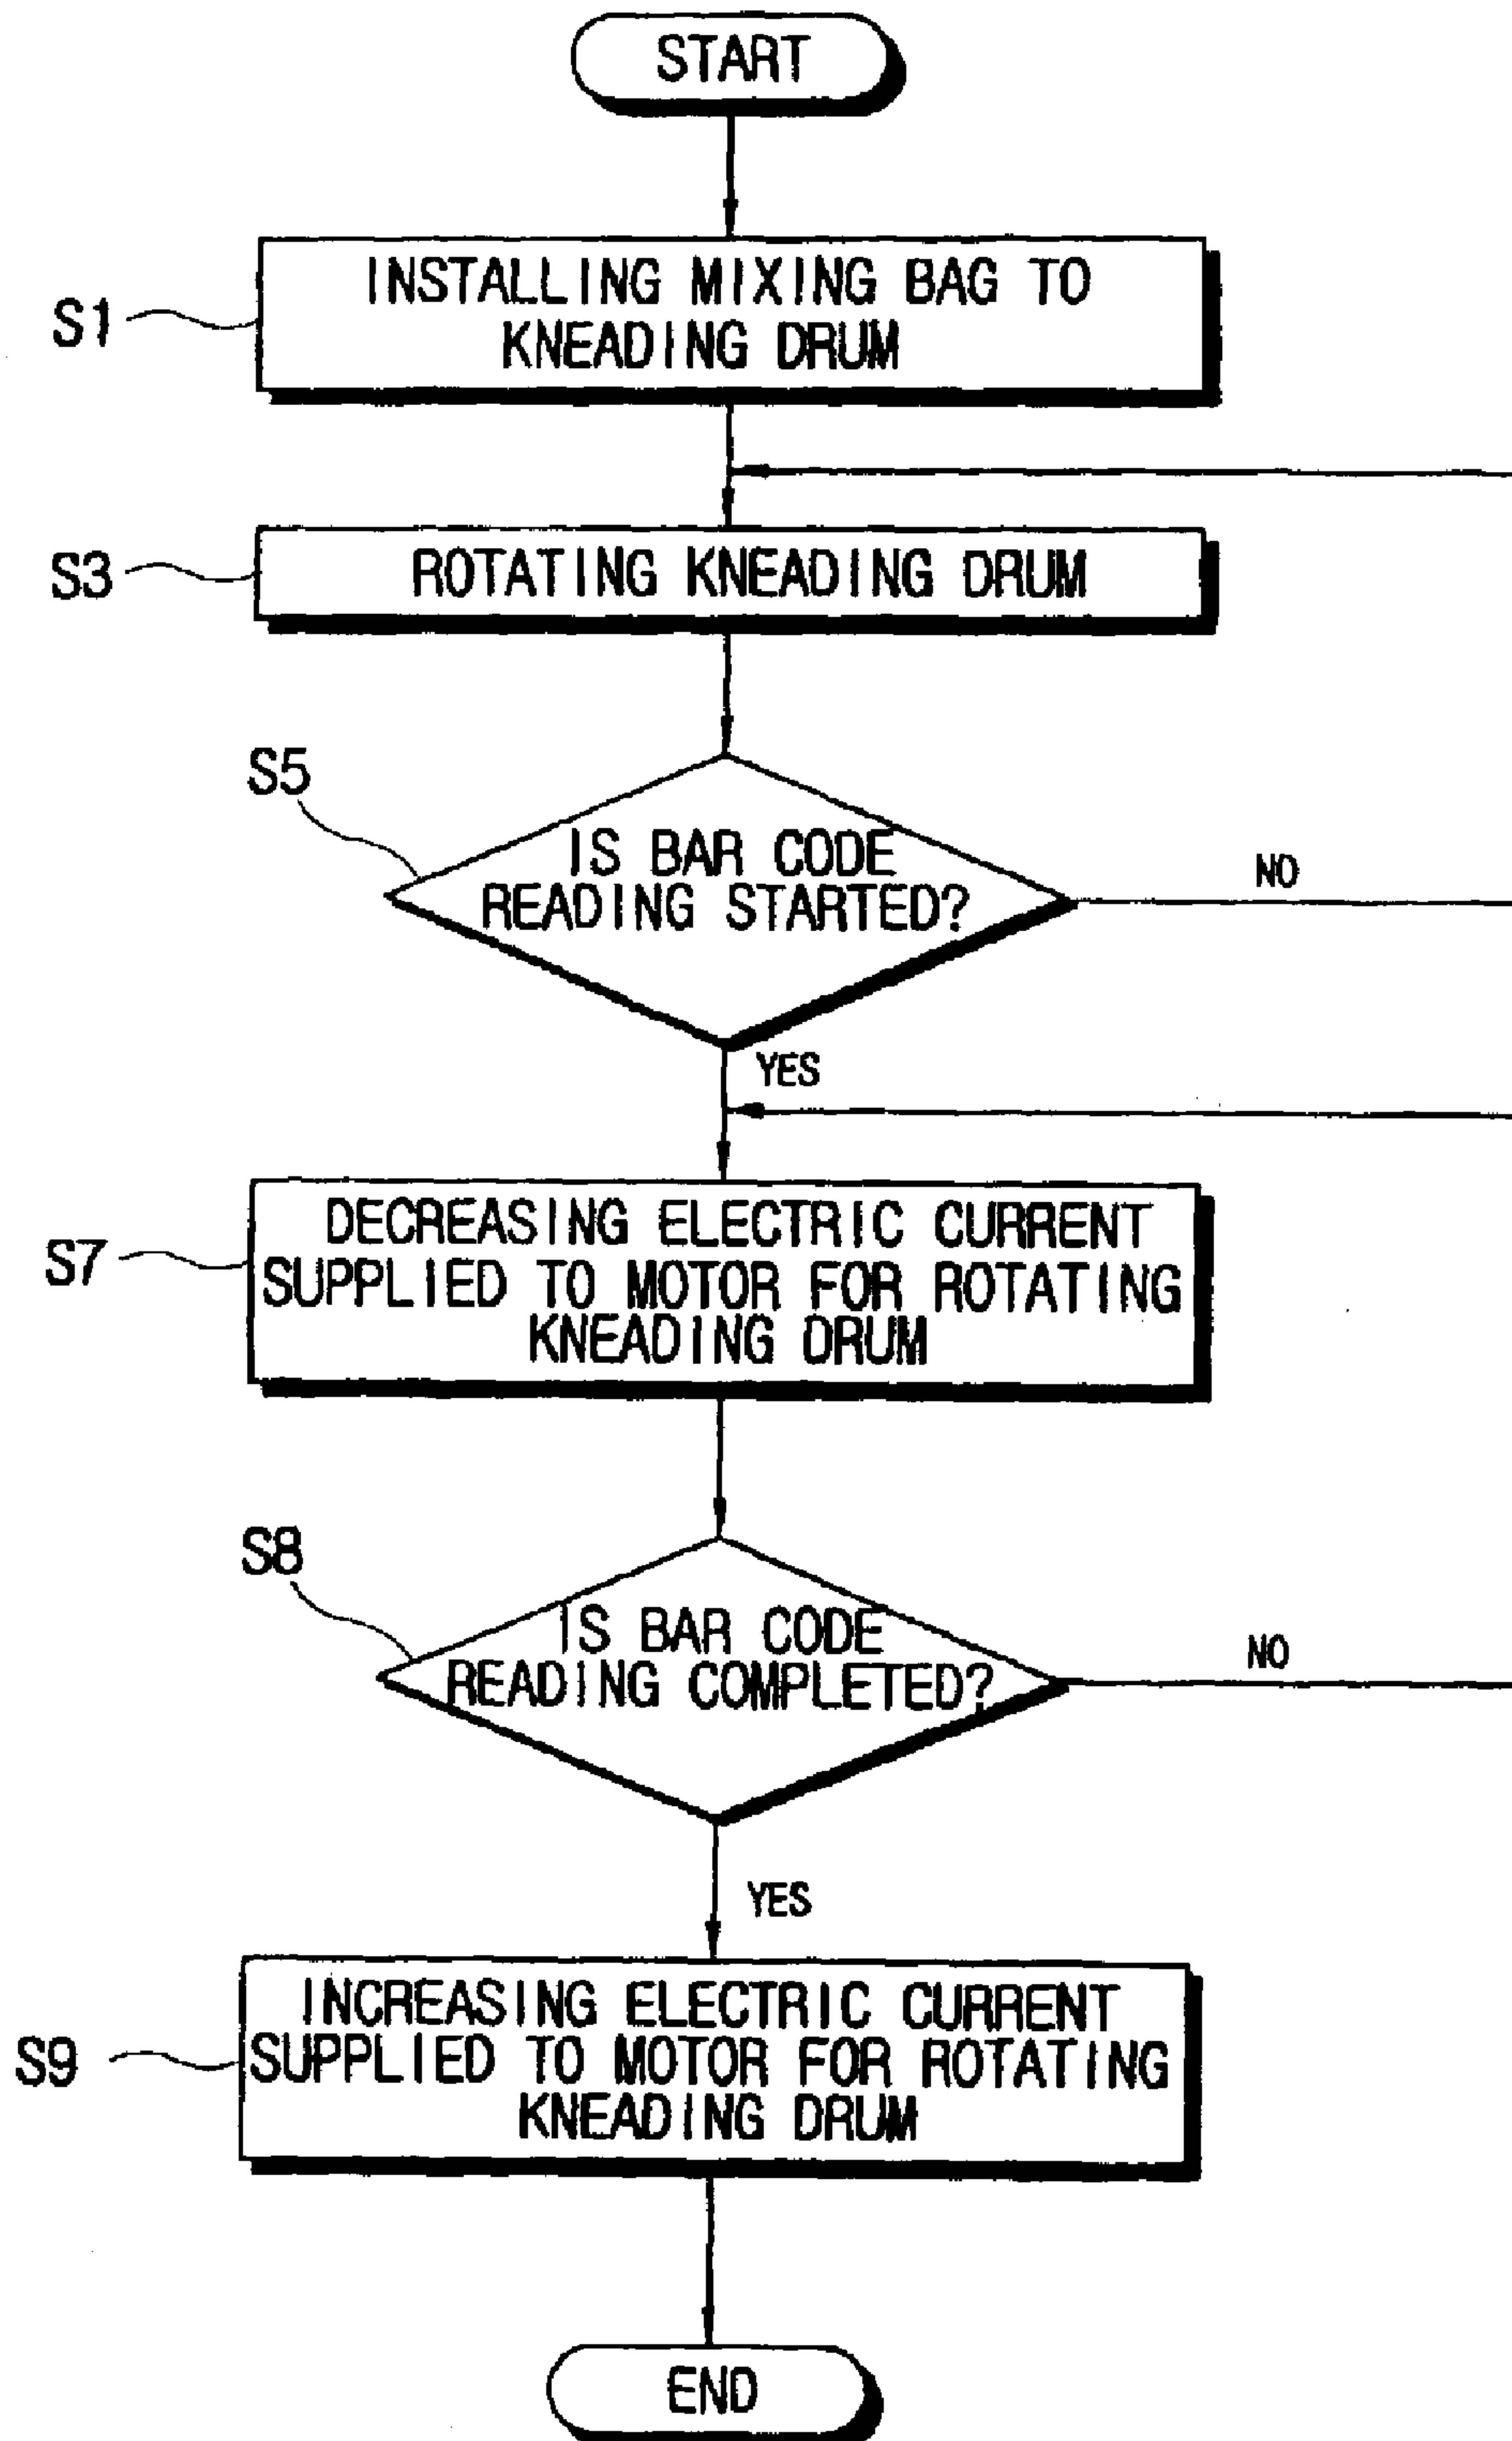 START
S1
INSTALLING MIXING BAG TO
KNEADING DRUM
S3
ROTATING KNEADING DRUM
S5
IS BAR CODE
READING STARTED?
NO
YES
S7
DECREASING ELECTRIC CURRENT
SUPPLIED TO MOTOR FOR ROTATING
KNEADING DRUM
S8
IS BAR CODE
READING COMPLETED?
NO
YES
S9
INCREASING ELECTRIC CURRENT
SUPPLIED TO MOTOR FOR ROTATING
KNEADING DRUM
END